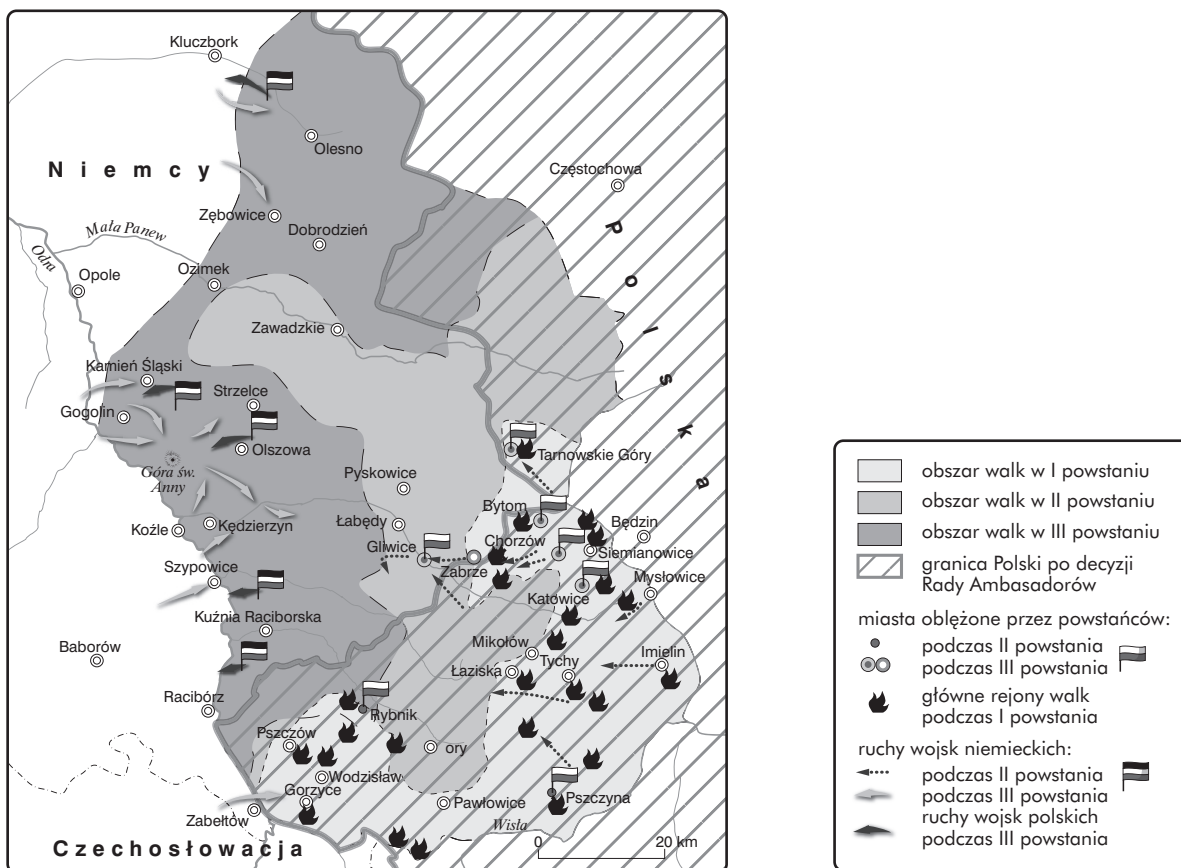 Kluczbork
Olesno
Częstochowa
Niemcy
Polska
Zębowice
Dobrodzień
Mała Panew
Odra
Opole
Ozimek
Zawadzkie
Kamień Śląski
Strzelce
Gogolin
Olszowa
Tarnowskie Góry
Góra św.
Anny
Pyskowice
Bytom
Koźle
Kędzierzyn
Łabędy
Będzin
Chorzów
Gliwice
Siemianowice
Zabrze
Szypowice
Mysłowice
Katowice
Kuźnia Raciborska
Mikołów
Baborów
Tychy
Imielin
Łaziska
Racibórz
Rybnik
Pszczów
ory
Wodzisław
Gorzyce
Pawłowice
Pszczyna
Zabełtów
Wisła
Czechosłowacja
0 20 km
obszar walk w I powstaniu
obszar walk w II powstaniu
obszar walk w III powstaniu
granica Polski po decyzji
Rady Ambasadorów
miasta oblężone przez powstańców:
podczas II powstania
podczas III powstania
główne rejony walk
podczas I powstania
ruchy wojsk niemieckich:
podczas II powstania
podczas III powstania
ruchy wojsk polskich
podczas III powstania